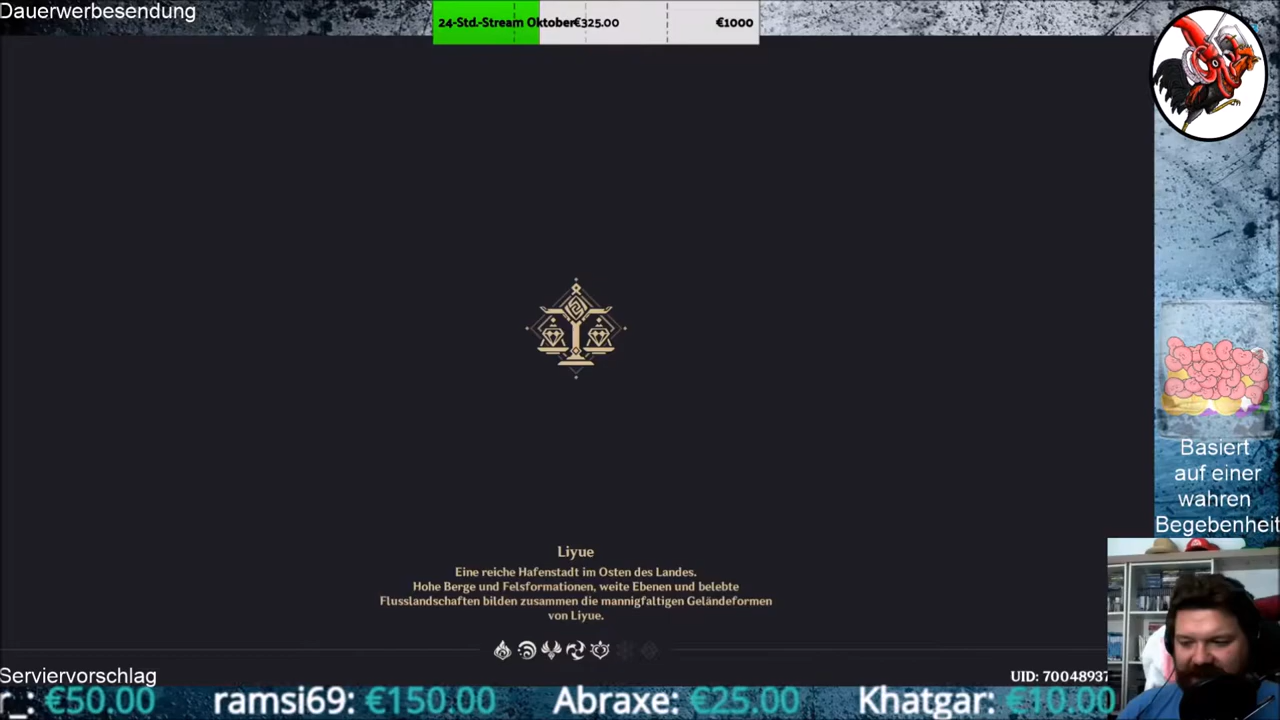 Dauerwerbesendung
24-Std.-Stream Oktober €325.00 €1000
Basiert
auf einer
wahren
Begebenheit
Liyue
Eine reiche Hafenstadt im Osten des Landes.
Hohe Berge und Felsformationen, weite Ebenen und belebte
Flusslandschaften bilden zusammen die mannigfaltigen Geländeformen
von Liyue.
Serviervorschlag
UID: 70048937
r_: €50.00 ramsi69: €150.00 Abraxe: €25.00 Khatgar: €10.00